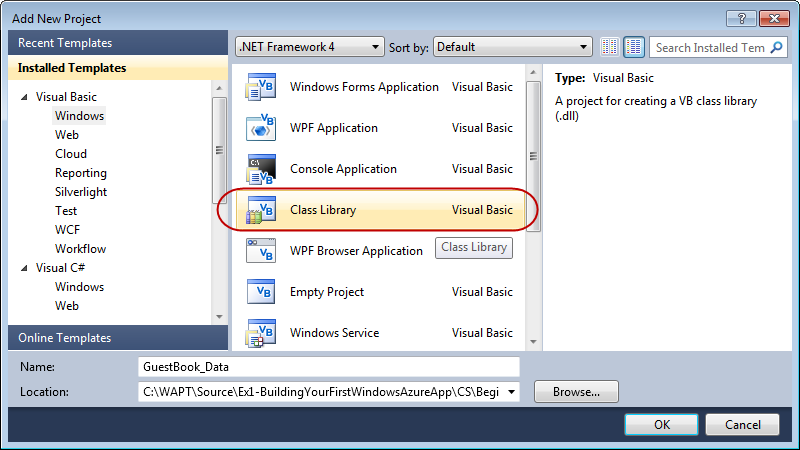 Add New Project
Recent Templates
Installed Templates
Visual Basic
Windows
Web
Cloud
Reporting
Silverlight
Test
WCF
Workflow
Visual C#
Windows
Web
Online Templates
.NET Framework 4 Sort by: Default Search Installed Tem
Windows Forms Application Visual Basic
WPF Application Visual Basic
Console Application Visual Basic
Class Library Visual Basic
WPF Browser Application Class Library
Empty Project Visual Basic
Windows Service Visual Basic
Type: Visual Basic
A project for creating a VB class library
(.dll)
Name: GuestBook_Data
Location: C:\WAPT\Source\Ex1-BuildingYourFirstWindowsAzureApp\CS\Begi Browse...
OK Cancel